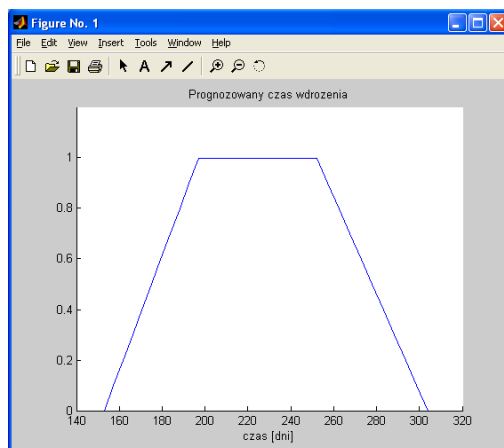 Figure No. 1
File Edit View Insert Tools Window Help
A
Prognozowany czas wdrozenia
1
0.8
0.6
0.4
0.2
0
140 160 180 200 220 240 260 280 300 320
czas [dni]